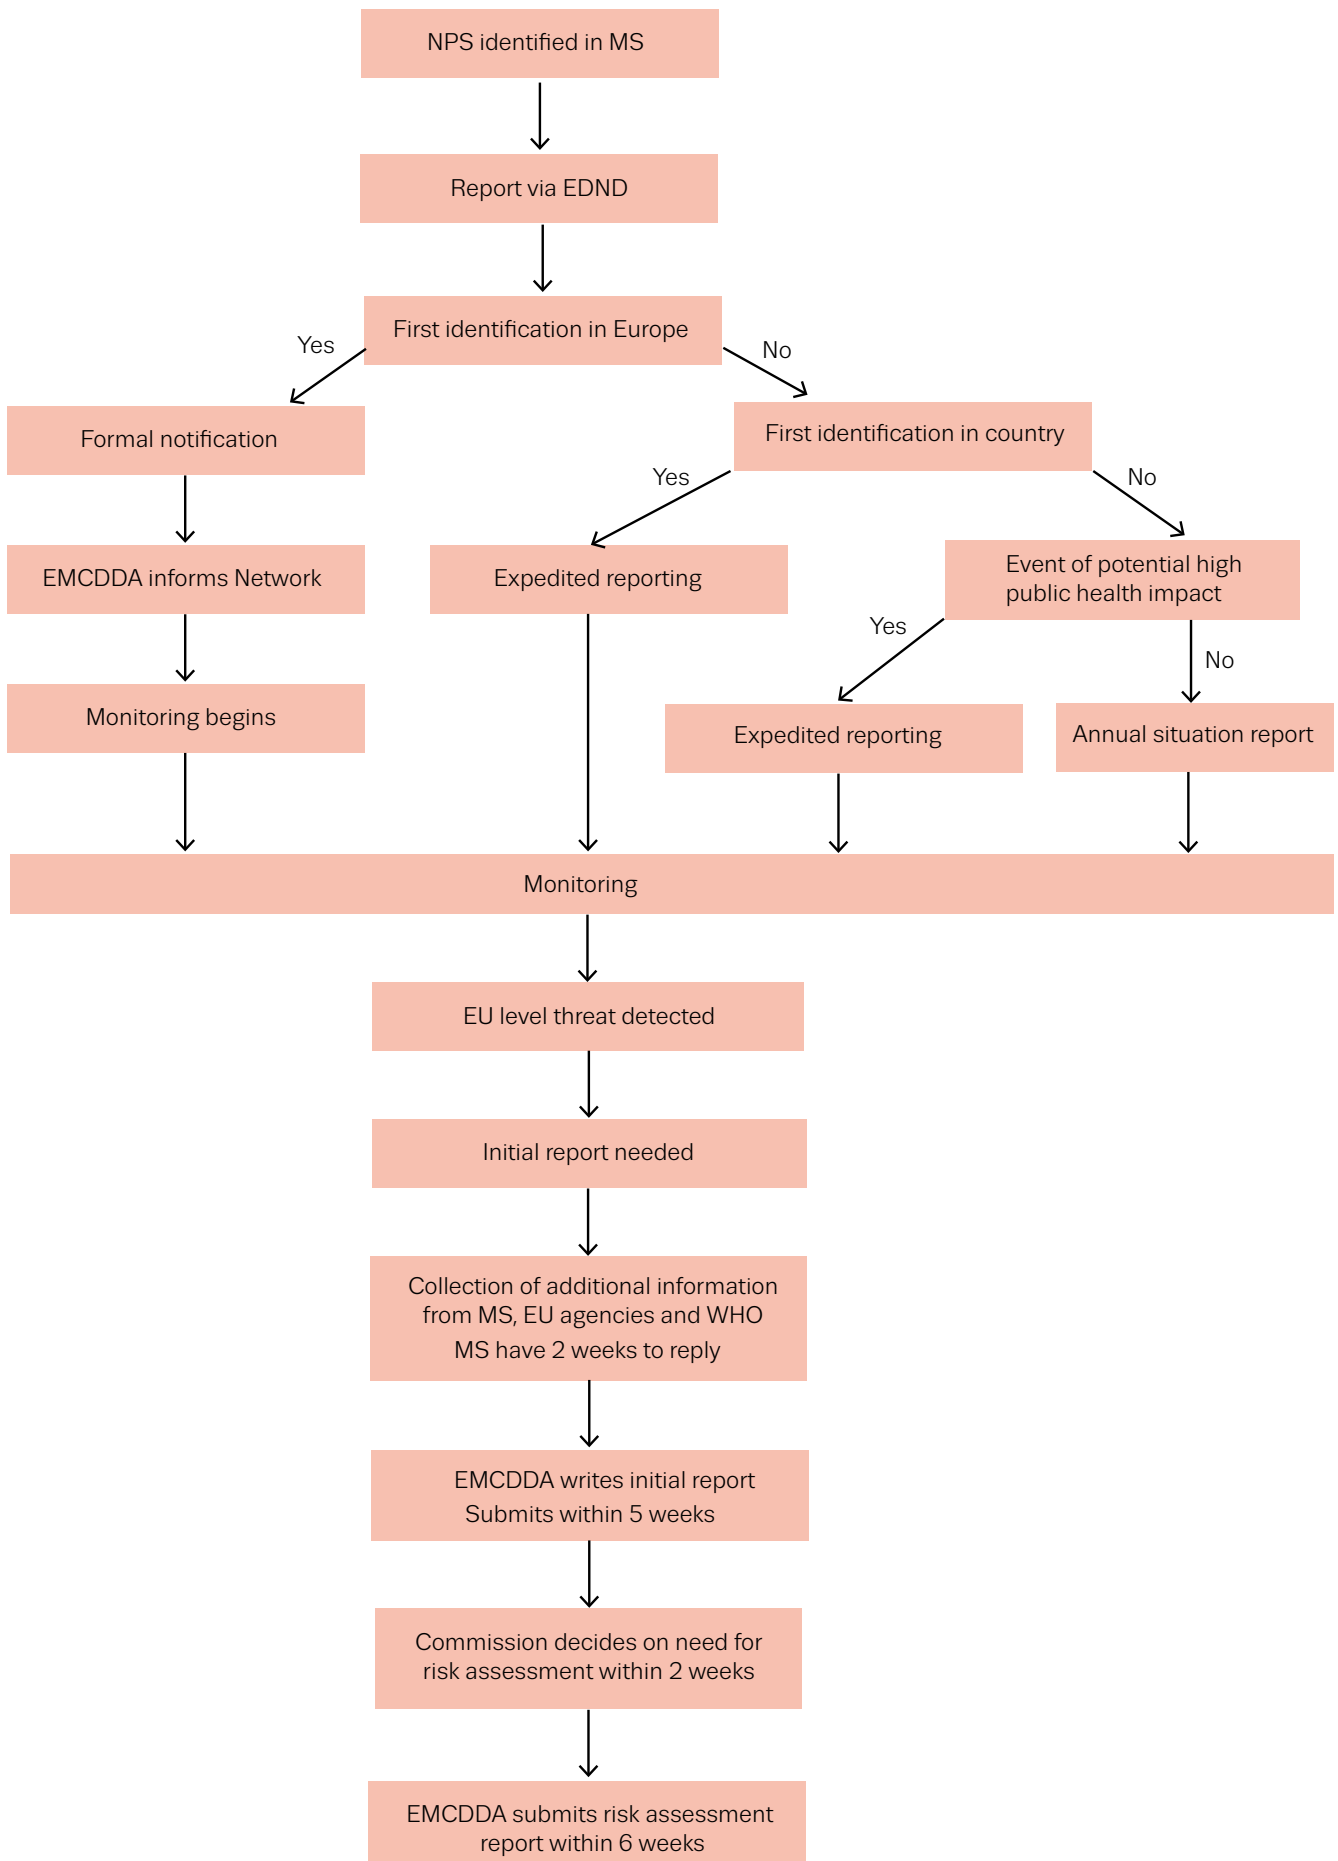 NPS identified in MS
Report via EDND
First identification in Europe
Yes
No
Formal notification
First identification in country
Yes
No
EMCDDA informs Network
Expedited reporting
Event of potential high
public health impact
Yes
No
Monitoring begins
Expedited reporting
Annual situation report
Monitoring
EU level threat detected
Initial report needed
Collection of additional information
from MS, EU agencies and WHO
MS have 2 weeks to reply
EMCDDA writes initial report
Submits within 5 weeks
Commission decides on need for
risk assessment within 2 weeks
EMCDDA submits risk assessment
report within 6 weeks